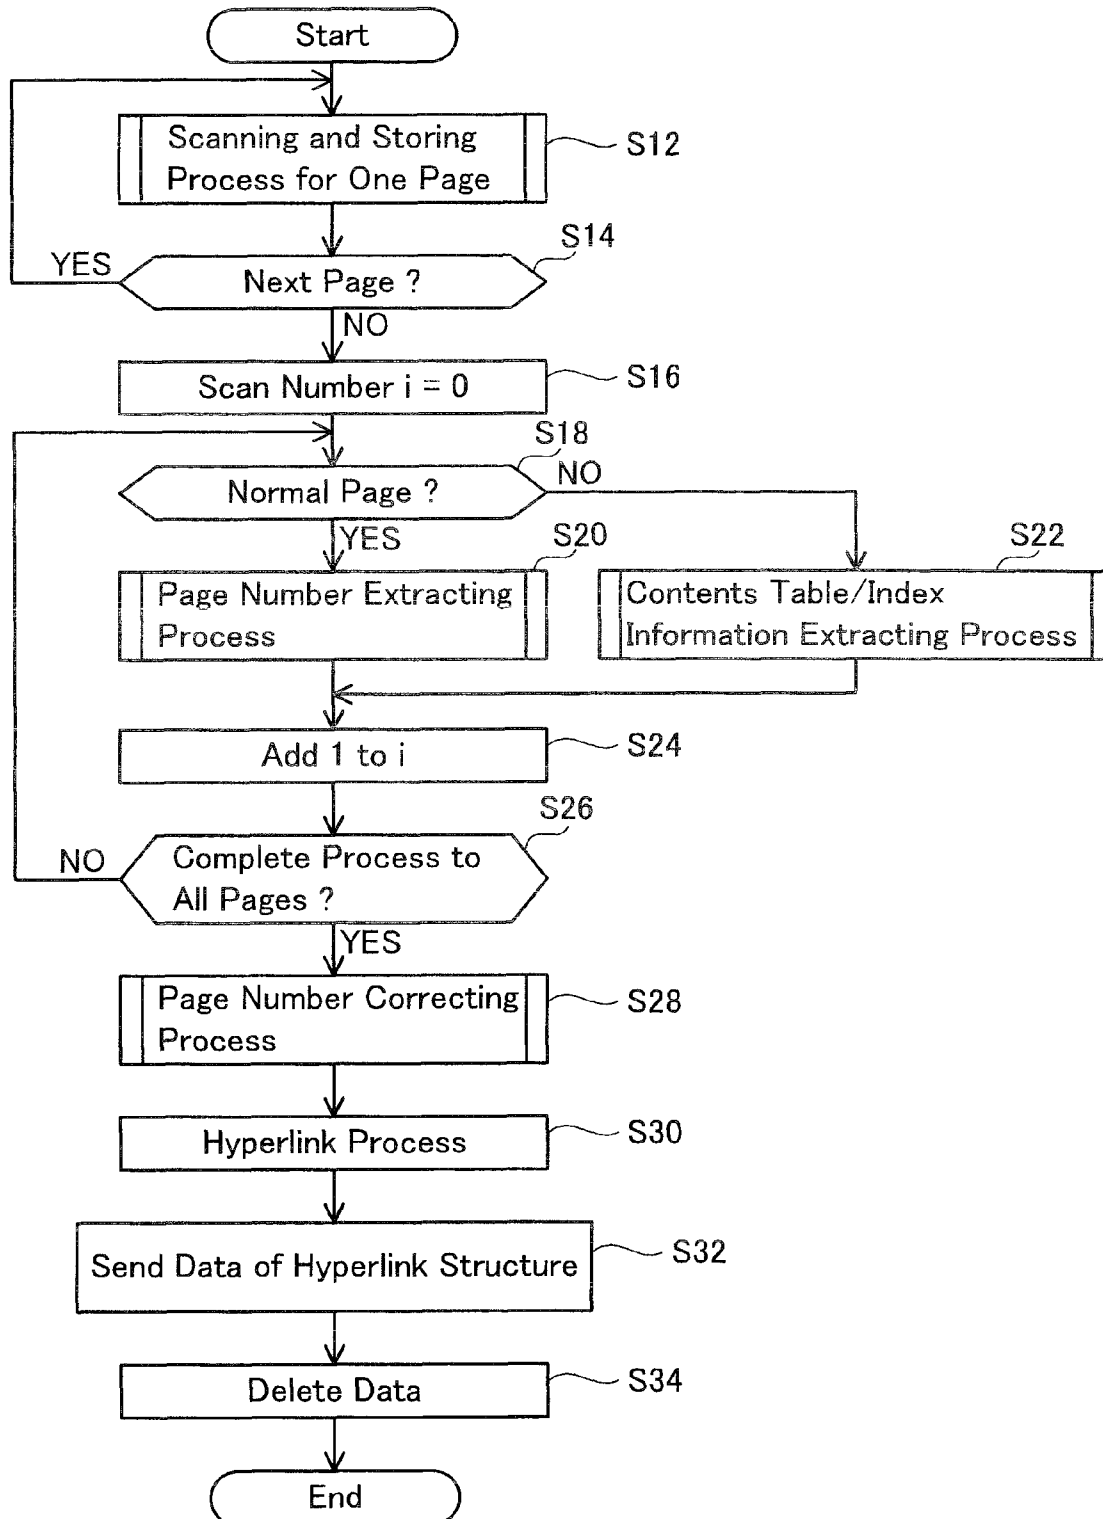 Start
Scanning and Storing
Process for One Page
S12
S14
YES
Next Page ?
NO
Scan Number i = 0
S16
S18
Normal Page ?
NO
YES
S20
S22
Page Number Extracting
Process
Contents Table/Index
Information Extracting Process
Add 1 to i
S24
S26
NO
Complete Process to
All Pages ?
YES
Page Number Correcting
Process
S28
Hyperlink Process
S30
Send Data of Hyperlink Structure
S32
Delete Data
S34
End